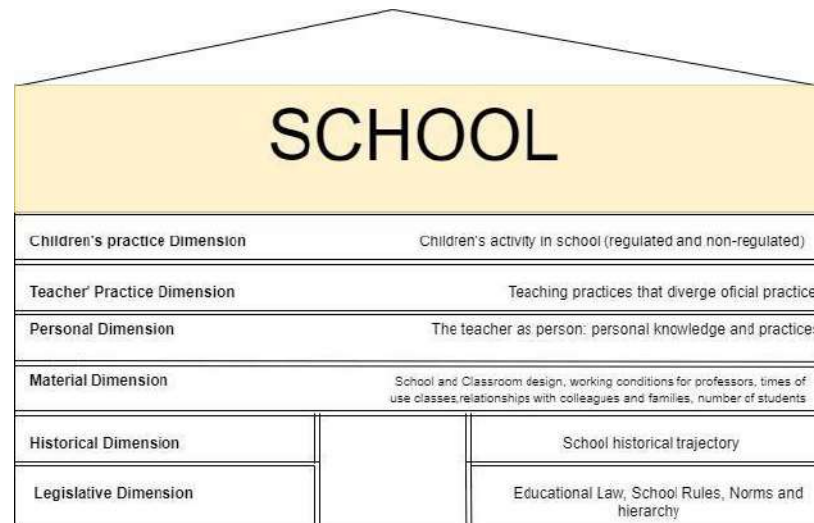 SCHOOL
Children's practice Dimension Children's activity in school (regulated and non-regulated)
Teacher' Practice Dimension Teaching practices that diverge oficial practice
Personal Dimension The teacher as person: personal knowledge and practices
Material Dimension School and Classroom design, working conditions for professors, times of
use classes,relationships with colleagues and families, number of students
Historical Dimension School historical trajectory
Legislative Dimension Educational Law, School Rules, Norms and
hierarchy